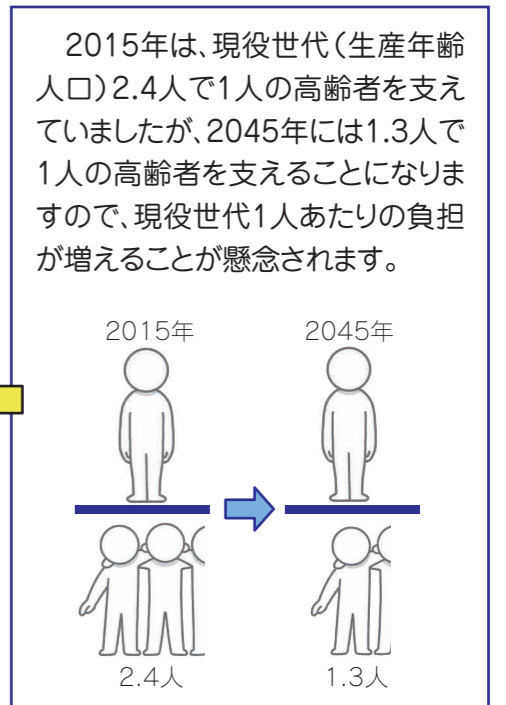 2015年は、現役世代（生産年齢
人口）2.4人で1人の高齢者を支え
ていましたが、2045年には1.3人で
1人の高齢者を支えることになりま
すので、現役世代1人あたりの負担
が増えることが懸念されます。
2015年
2045年
2.4人
1.3人